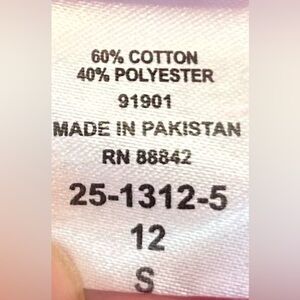 60% COTTON
40% POLYESTER
91901
MADE IN PAKISTAN
RN 88842
25-1312-5
12
S